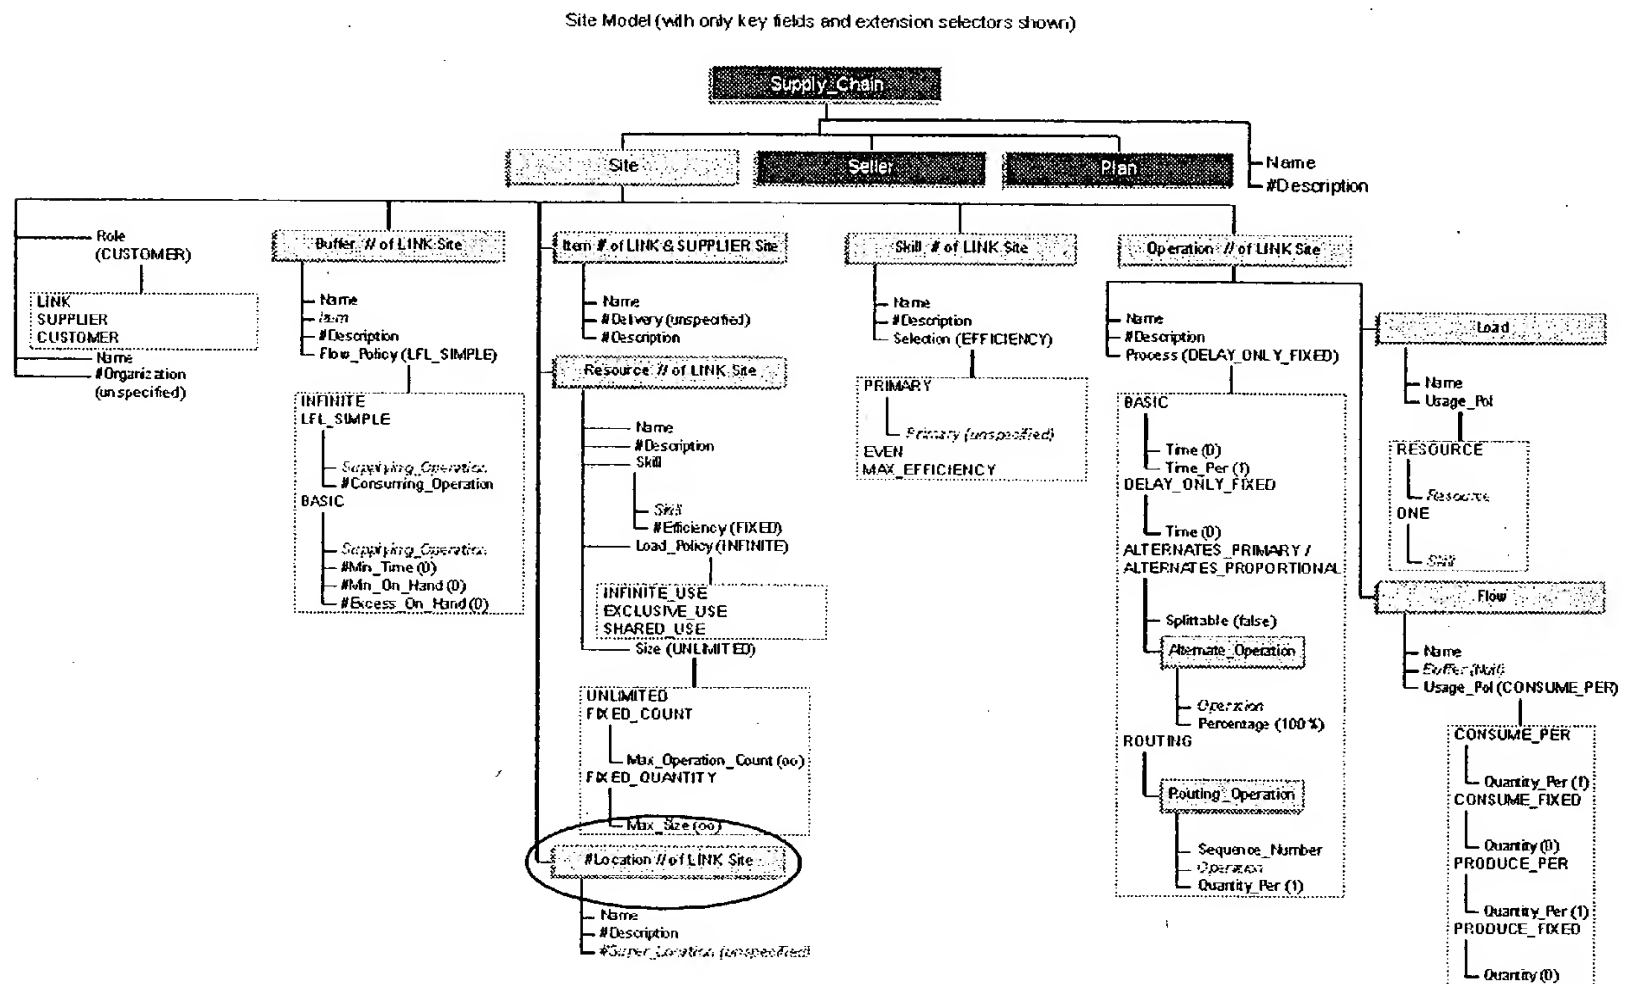 Site Model (with only key fields and extension selectors shown)
Supply_Chain
Site
Seller
Plan
Name
#Description
Role
(CUSTOMER)
LINK
SUPPLIER
CUSTOMER
Name
#Organization
(unspecified)
Buffer // of LINK Site
Name
Item
#Description
Flow_Policy (LFL_SIMPLE)
INFINITE
LFL_SIMPLE
Supplying_Operation
#Consuming_Operation
BASIC
Supplying_Operation
#Min_Time (0)
#Min_On_Hand (0)
#Excess_On_Hand (0)
Item # of LINK & SUPPLIER Site
Name
#Delivery (unspecified)
#Description
Resource // of LINK Site
Name
#Description
Skill
Skill
#Efficiency (FIXED)
Load_Policy (INFINITE)
INFINITE_USE
EXCLUSIVE_USE
SHARED_USE
Size (UNLIMITED)
UNLIMITED
FIXED_COUNT
Max_Operation_Count (oo)
FIXED_QUANTITY
Max_Size (oo)
#Location // of LINK Site
Name
#Description
#Super_Location (unspecified)
Skill # of LINK Site
Name
#Description
Selection (EFFICIENCY)
PRIMARY
Primary (unspecified)
EVEN
MAX_EFFICIENCY
Operation // of LINK Site
Name
#Description
Process (DELAY_ONLY_FIXED)
BASIC
Time (0)
Time_Per (1)
DELAY_ONLY_FIXED
Time (0)
ALTERNATES_PRIMARY /
ALTERNATES_PROPORTIONAL
Splittable (false)
Alternate_Operation
Operation
Percentage (100%)
ROUTING
Routing_Operation
Sequence_Number
Operation
Quantity_Per (1)
Load
Name
Usage_Pol
RESOURCE
Resource
ONE
Skill
Flow
Name
Buffer (Null)
Usage_Pol (CONSUME_PER)
CONSUME_PER
Quantity_Per (1)
CONSUME_FIXED
Quantity (0)
PRODUCE_PER
Quantity_Per (1)
PRODUCE_FIXED
Quantity (0)